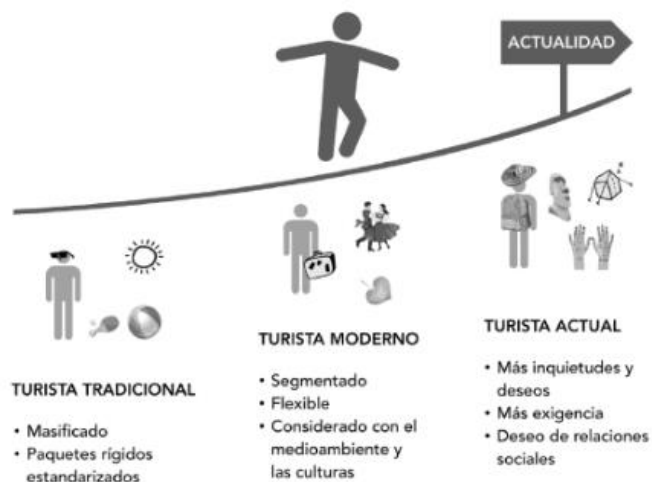 ACTUALIDAD
TURISTA TRADICIONAL
• Masificado
• Paquetes rígidos
estandarizados
TURISTA MODERNO
• Segmentado
• Flexible
• Considerado con el
medioambiente y
las culturas
TURISTA ACTUAL
• Más inquietudes y
deseos
• Más exigencia
• Deseo de relaciones
sociales